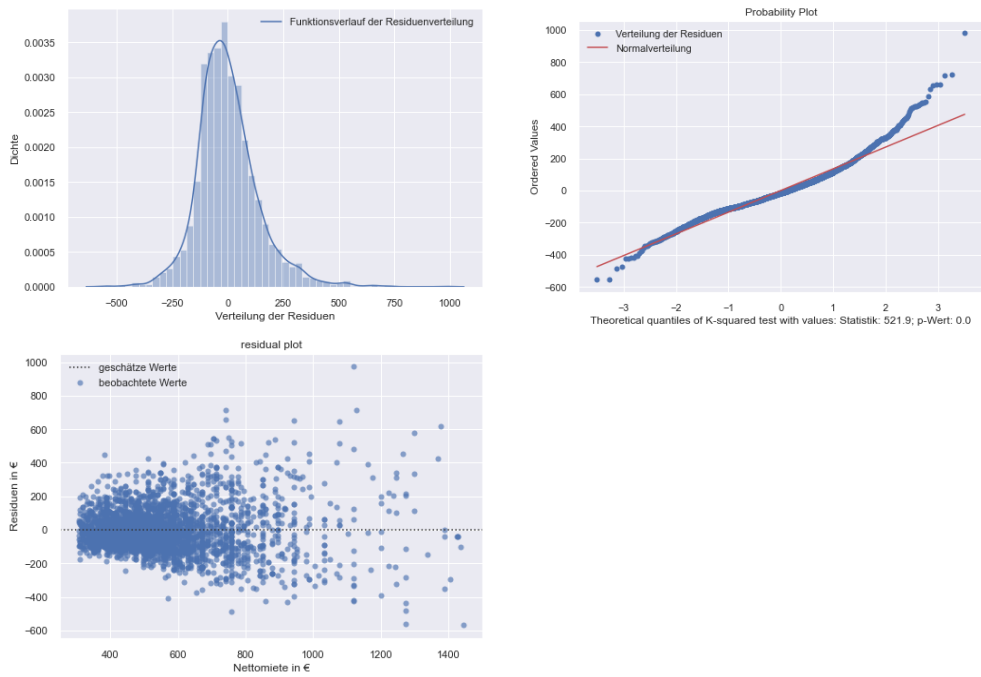 Funktionsverlauf der Residuenverteilung
0.0035
0.0030
0.0025
0.0020
0.0015
0.0010
0.0005
0.0000
Dichte
−500 −250 0 250 500 750 1000
Verteilung der Residuen
Probability Plot
Verteilung der Residuen
Normalverteilung
1000
800
600
400
200
0
−200
−400
−600
Ordered Values
−3 −2 −1 0 1 2 3
Theoretical quantiles of K-squared test with values: Statistik: 521.9; p-Wert: 0.0
residual plot
geschätze Werte
beobachtete Werte
1000
800
600
400
200
0
−200
−400
−600
Residuen in €
400 600 800 1000 1200 1400
Nettomiete in €